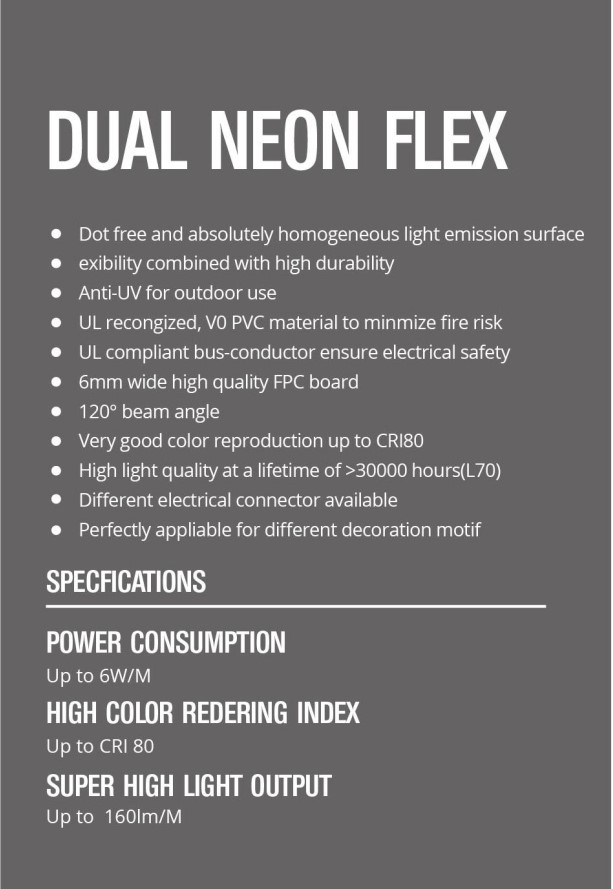 DUAL NEON FLEX
● Dot free and absolutely homogeneous light emission surface
● exibility combined with high durability
● Anti-UV for outdoor use
● UL recongized, V0 PVC material to minmize fire risk
● UL compliant bus-conductor ensure electrical safety
● 6mm wide high quality FPC board
● 120° beam angle
● Very good color reproduction up to CRI80
● High light quality at a lifetime of >30000 hours(L70)
● Different electrical connector available
● Perfectly appliable for different decoration motif
SPECFICATIONS
POWER CONSUMPTION
Up to 6W/M
HIGH COLOR REDERING INDEX
Up to CRI 80
SUPER HIGH LIGHT OUTPUT
Up to 160lm/M